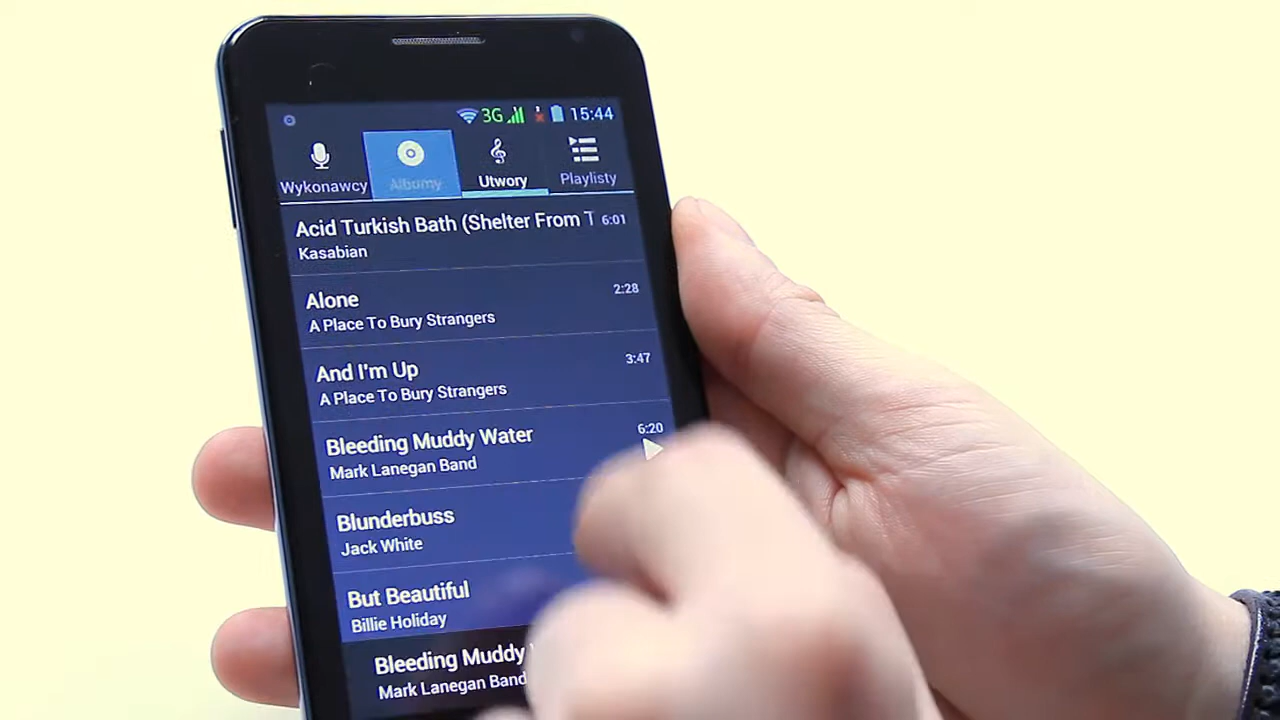 3G 15:44
Wykonawcy Albumy Utwory Playlisty
Acid Turkish Bath (Shelter From T 6:01
Kasabian
Alone 2:28
A Place To Bury Strangers
And I'm Up 3:47
A Place To Bury Strangers
Bleeding Muddy Water 6:20
Mark Lanegan Band
Blunderbuss
Jack White
But Beautiful
Billie Holiday
Bleeding Muddy
Mark Lanegan Band